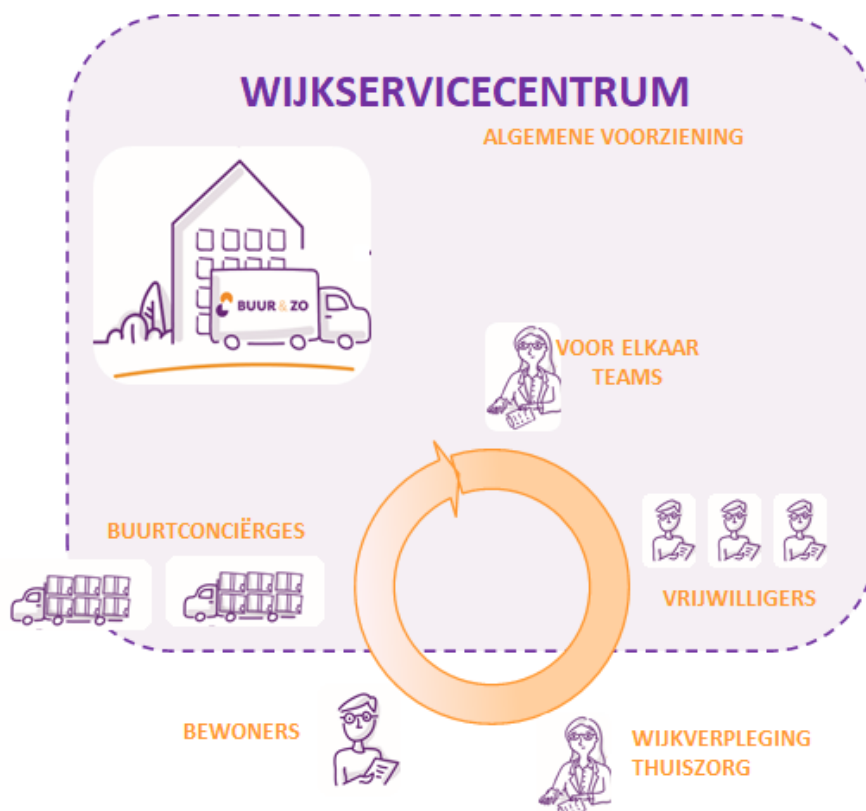 WIJKSERVICECENTRUM
ALGEMENE VOORZIENING
BUUR & ZO
VOOR ELKAAR
TEAMS
BUURTCONCIËRGES
VRIJWILLIGERS
BEWONERS
WIJKVERPLEGING
THUISZORG